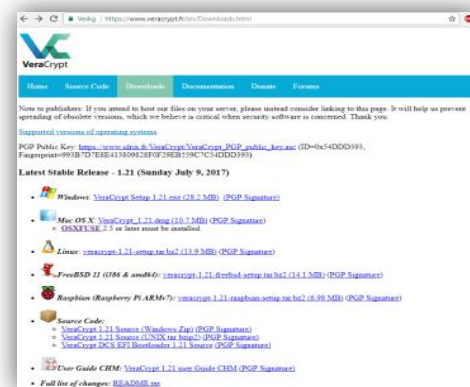 Veilig | https://www.veracrypt.fr/en/Downloads.html
VeraCrypt
Home Source Code Downloads Documentation Donate Forums
Note to publishers: If you intend to host our files on your server, please instead consider linking to this page. It will help us prevent
spreading of obsolete versions, which we believe is critical when security software is concerned. Thank you.
Supported versions of operating systems
PGP Public Key: https://www.idrix.fr/VeraCrypt/VeraCrypt_PGP_public_key.asc (ID=0x54DDD393,
Latest Stable Release - 1.21 (Sunday July 9, 2017)
Windows: VeraCrypt Setup 1.21.exe (28.2 MB) (PGP Signature)
Mac OS X: VeraCrypt_1.21.dmg (10.7 MB) (PGP Signature)
OSXFUSE 2.5 or later must be installed.
Linux: veracrypt-1.21-setup.tar.bz2 (13.9 MB) (PGP Signature)
FreeBSD 11 (i386 & amd64): veracrypt-1.21-freebsd-setup.tar.bz2 (14.1 MB) (PGP Signature)
Raspbian (Raspberry Pi ARMv7): veracrypt-1.21-raspbian-setup.tar.bz2 (6.98 MB) (PGP Signature)
Source Code:
VeraCrypt 1.21 Source (Windows Zip) (PGP Signature)
VeraCrypt 1.21 Source (UNIX tar bzip2) (PGP Signature)
VeraCrypt DCS EFI Bootloader 1.21 Source (PGP Signature)
User Guide CHM: VeraCrypt 1.21 user Guide CHM (PGP Signature)
Full list of changes: README.txt